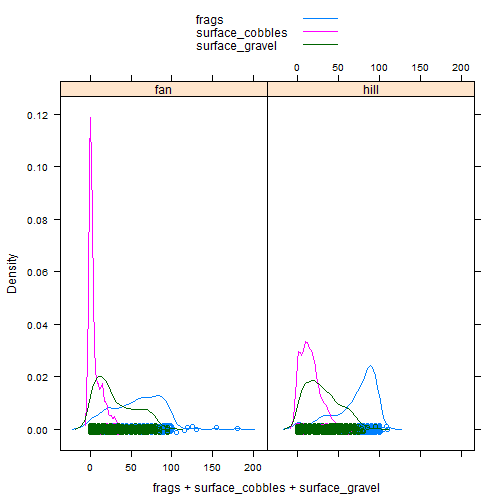 frags
surface_cobbles
surface_gravel
0 50 100 150 200
fan hill
0.12
0.10
0.08
0.06
0.04
0.02
0.00
Density
0 50 100 150 200
frags + surface_cobbles + surface_gravel